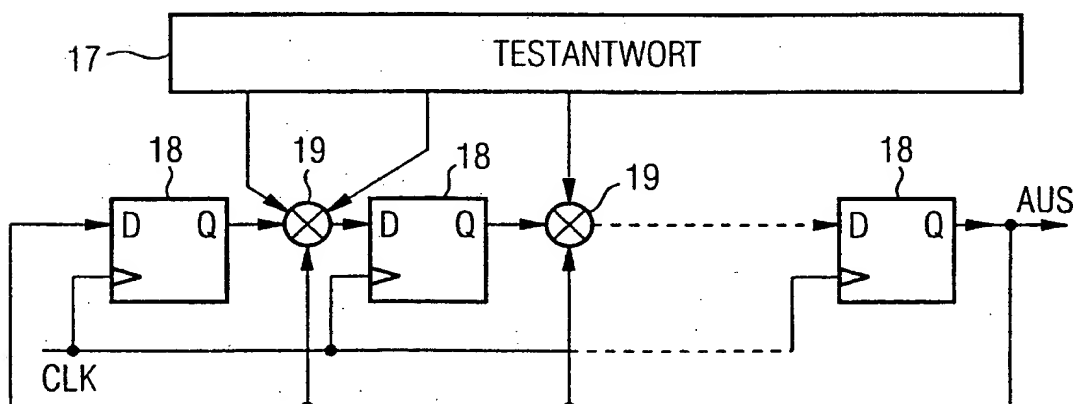 17
TESTANTWORT
18
19
18
19
18
AUS
D Q
D Q
D Q
CLK